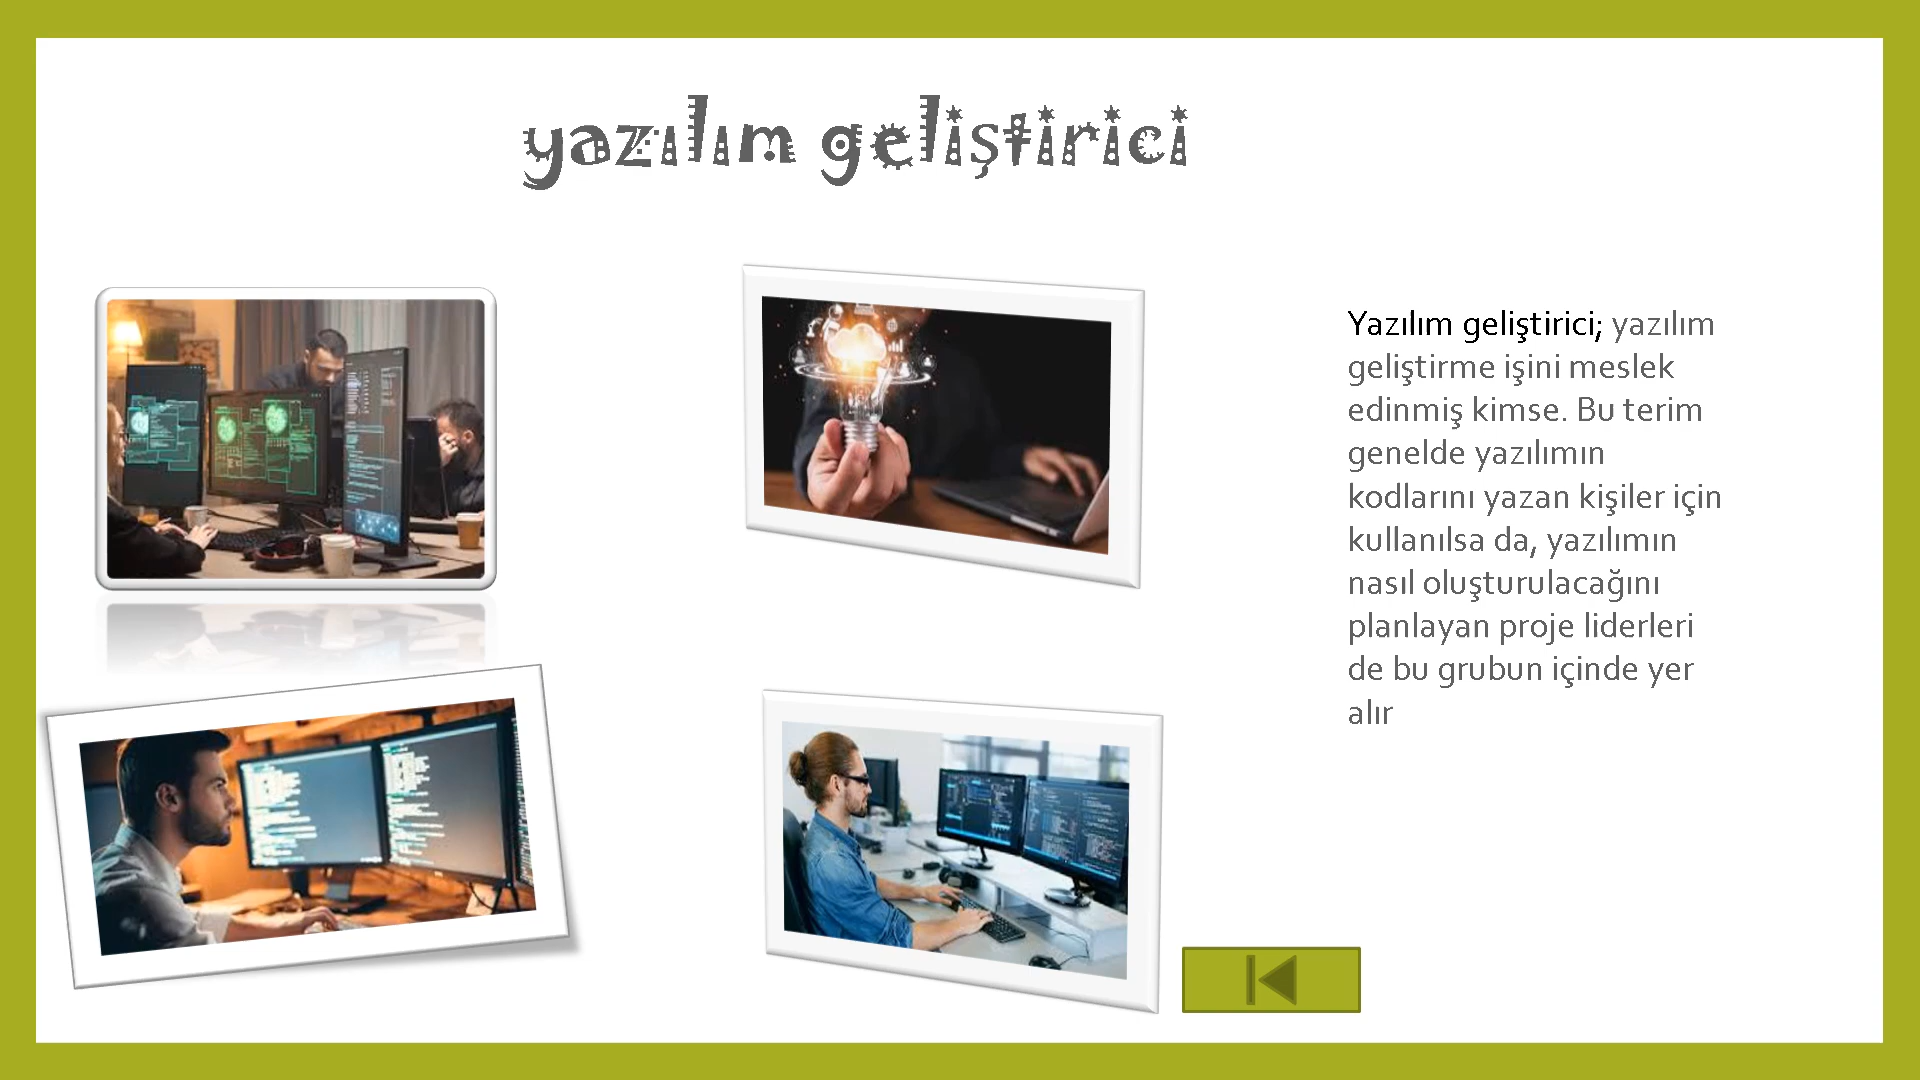 yazılım geliştirici
Yazılım geliştirici; yazılım
geliştirme işini meslek
edinmiş kimse. Bu terim
genelde yazılımın
kodlarını yazan kişiler için
kullanılsa da, yazılımın
nasıl oluşturulacağını
planlayan proje liderleri
de bu grubun içinde yer
alır